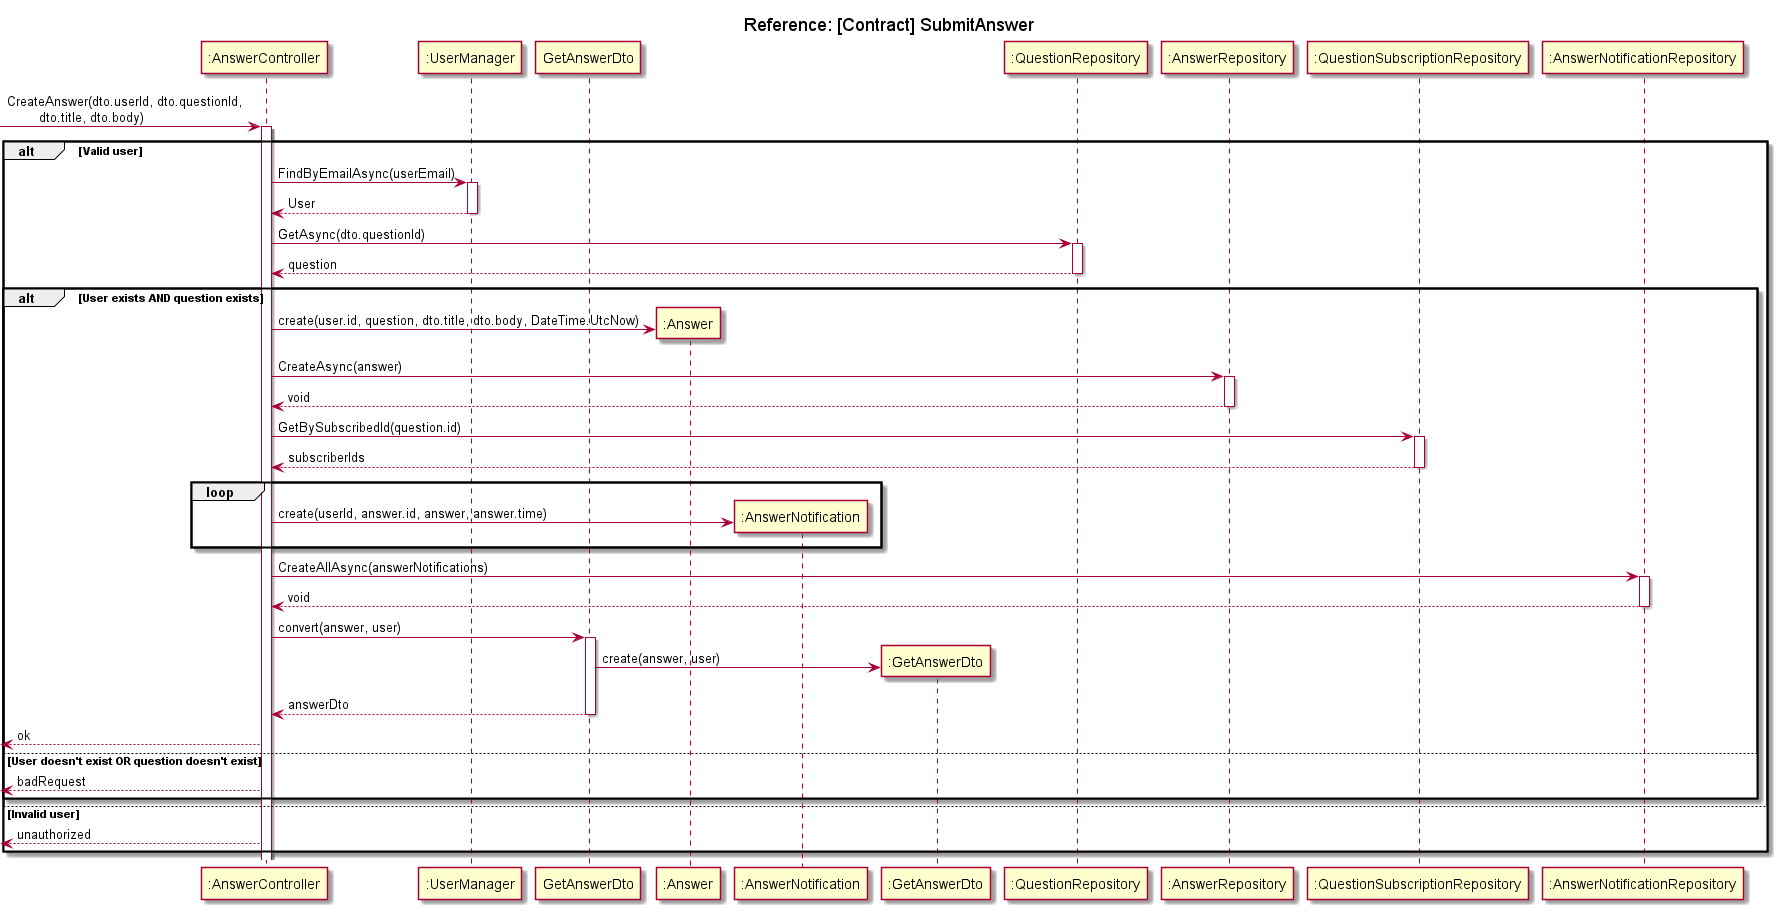 Reference: [Contract] SubmitAnswer
:AnswerController
:UserManager
GetAnswerDto
:QuestionRepository
:AnswerRepository
:QuestionSubscriptionRepository
:AnswerNotificationRepository
CreateAnswer(dto.userId, dto.questionId,
dto.title, dto.body)
alt
[Valid user]
FindByEmailAsync(userEmail)
User
GetAsync(dto.questionId)
question
alt
[User exists AND question exists]
create(user.id, question, dto.title, dto.body, DateTime.UtcNow)
:Answer
CreateAsync(answer)
void
GetBySubscribedId(question.id)
subscriberIds
loop
create(userId, answer.id, answer, answer.time)
:AnswerNotification
CreateAllAsync(answerNotifications)
void
convert(answer, user)
create(answer, user)
:GetAnswerDto
answerDto
ok
[User doesn't exist OR question doesn't exist]
badRequest
[Invalid user]
unauthorized
:AnswerController
:UserManager
GetAnswerDto
:Answer
:AnswerNotification
:GetAnswerDto
:QuestionRepository
:AnswerRepository
:QuestionSubscriptionRepository
:AnswerNotificationRepository